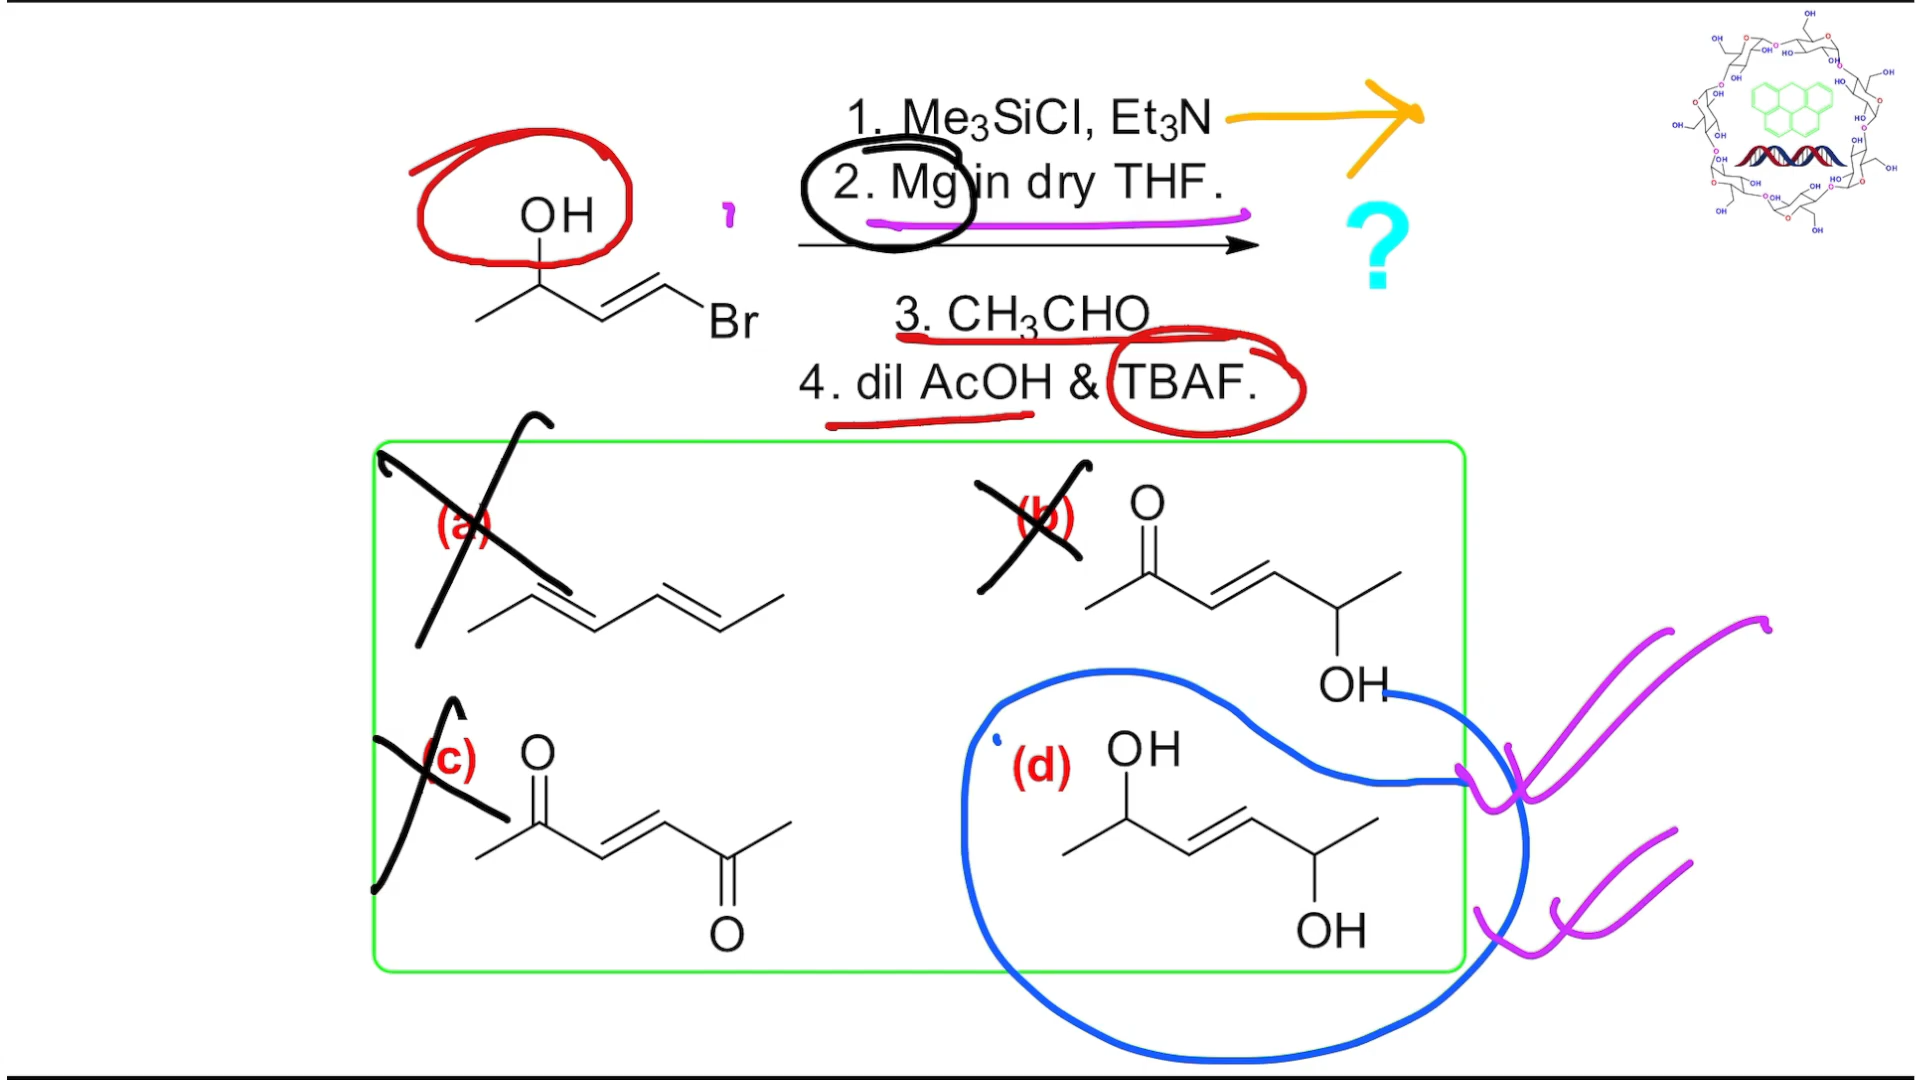 1. Me₃SiCl, Et₃N
2. Mg in dry THF.
OH
Br
?
3. CH₃CHO
4. dil AcOH & TBAF.
(a)
(b)
O
OH
(c)
O
O
(d)
OH
OH